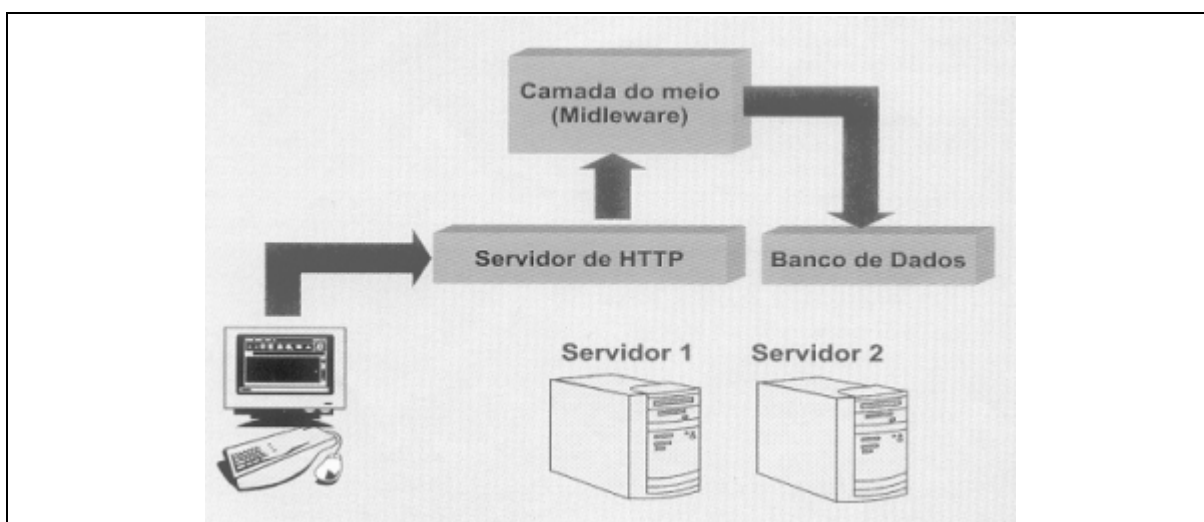 Camada do meio
(Midleware)
Servidor de HTTP
Banco de Dados
Servidor 1
Servidor 2